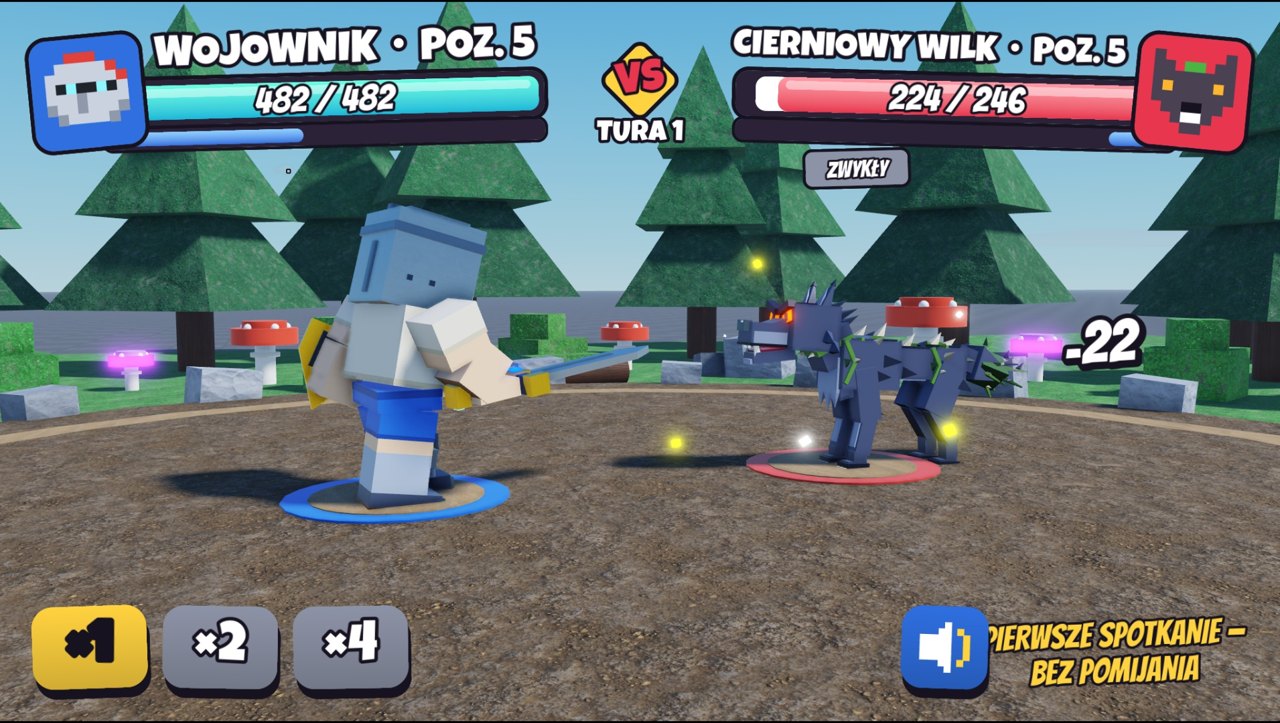 WOJOWNIK • POZ. 5
482 / 482
VS
TURA 1
CIERNIOWY WILK • POZ. 5
224 / 246
ZWYKŁY
-22
×1
×2
×4
PIERWSZE SPOTKANIE –
BEZ POMIJANIA